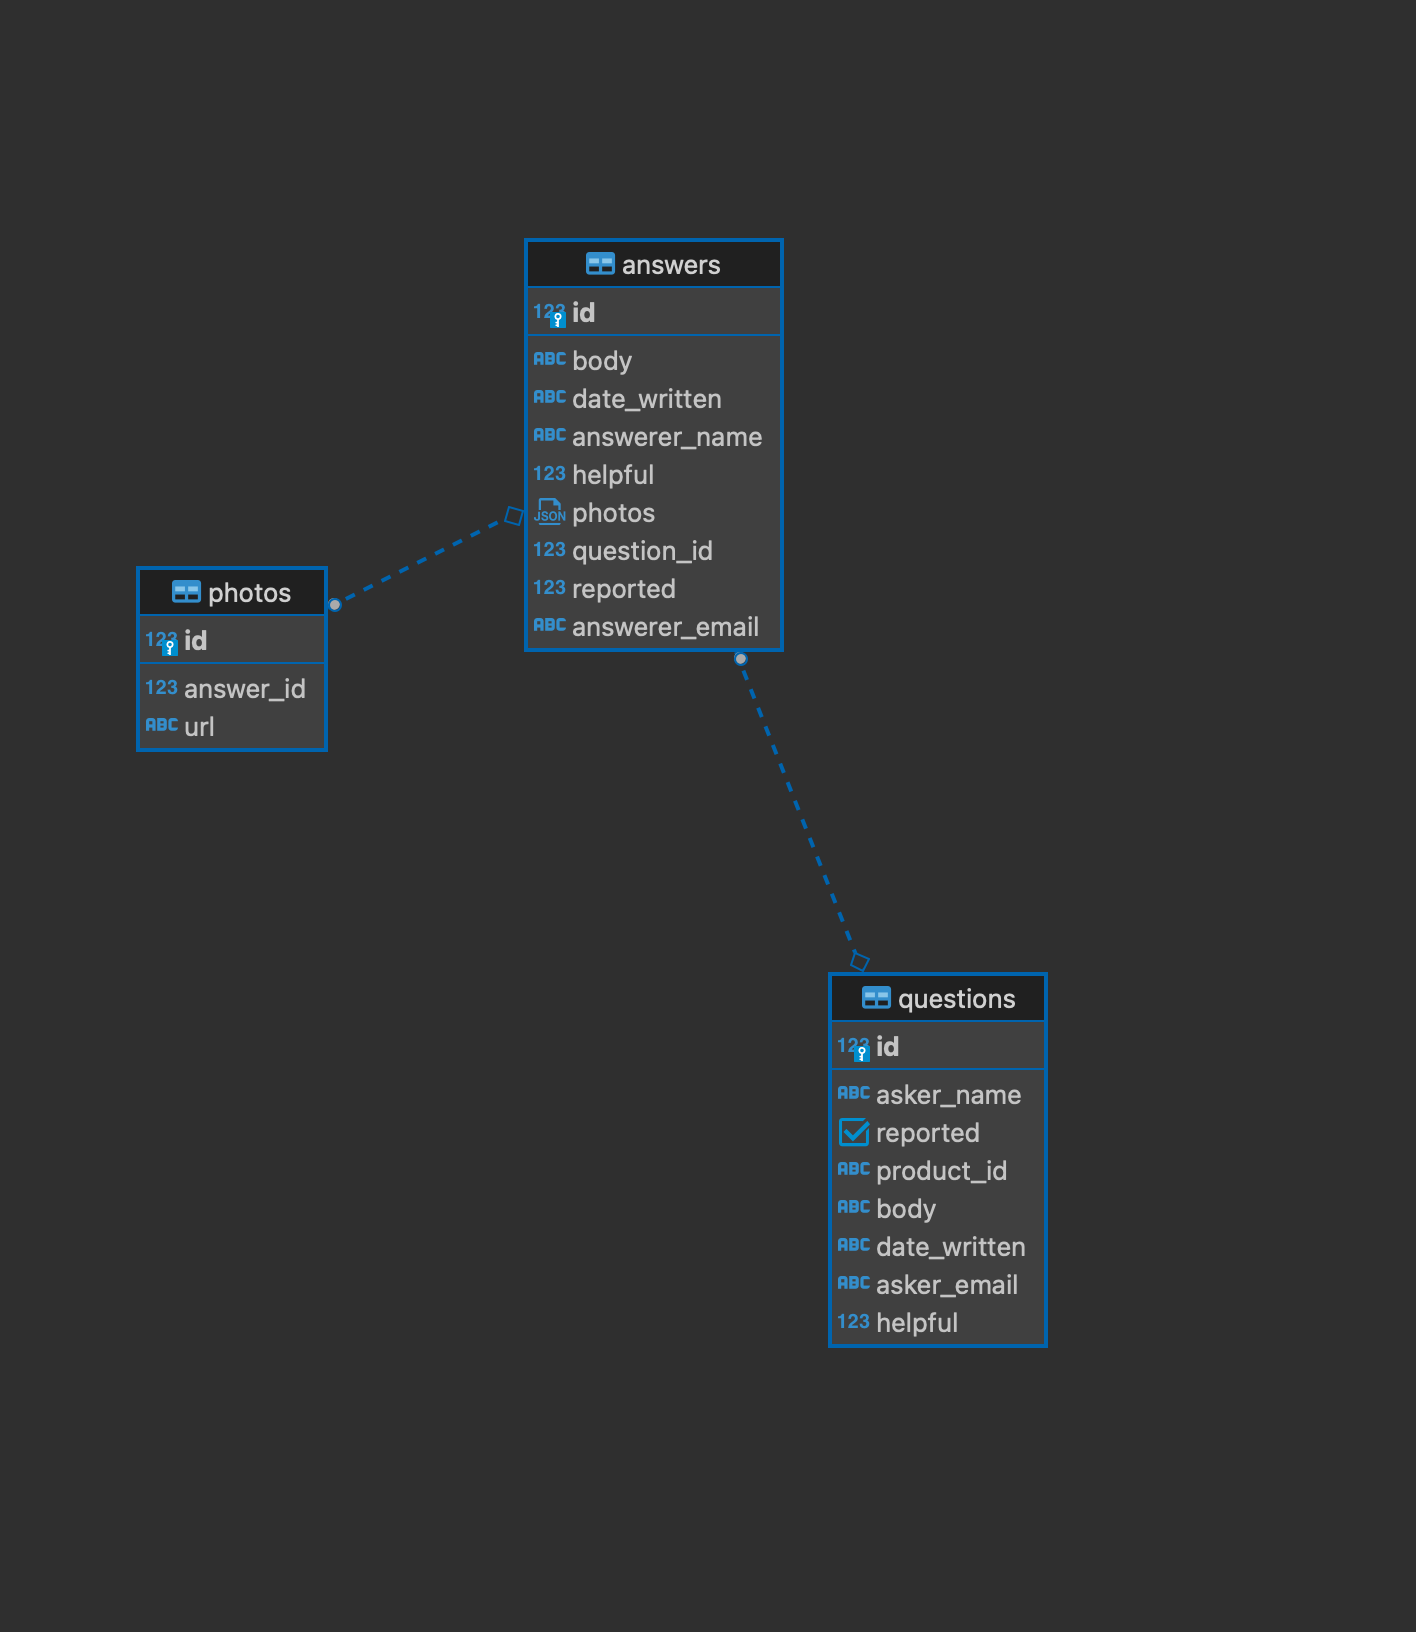 answers
123 id
ABC body
ABC date_written
ABC answerer_name
123 helpful
JSON photos
123 question_id
123 reported
ABC answerer_email
photos
123 id
123 answer_id
ABC url
questions
123 id
ABC asker_name
reported
ABC product_id
ABC body
ABC date_written
ABC asker_email
123 helpful